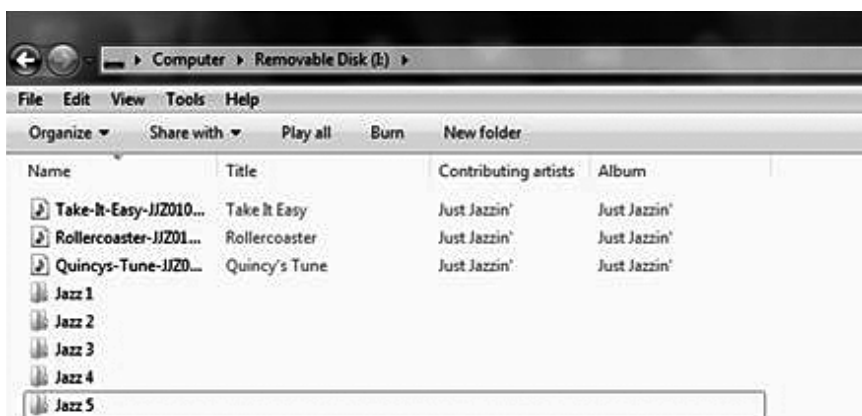 Computer Removable Disk (I:)
File Edit View Tools Help
Organize Share with Play all Burn New folder
Name Title Contributing artists Album
Take-It-Easy-JJZ010... Take It Easy Just Jazzin' Just Jazzin'
Rollercoaster-JJZ01... Rollercoaster Just Jazzin' Just Jazzin'
Quincys-Tune-JJZ0... Quincy's Tune Just Jazzin' Just Jazzin'
Jazz 1
Jazz 2
Jazz 3
Jazz 4
Jazz 5